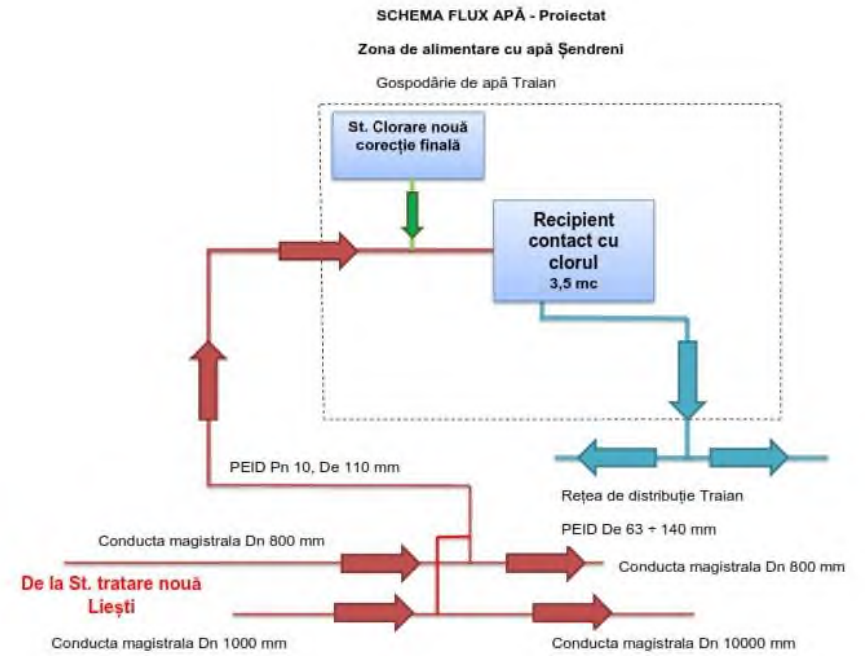 SCHEMA FLUX APĂ - Proiectat
Zona de alimentare cu apă Şendreni
Gospodărie de apă Traian
St. Clorare nouă
corecție finală
Recipient
contact cu
clorul
3,5 mc
PEID Pn 10, De 110 mm
Rețea de distribuție Traian
PEID De 63 ÷ 140 mm
Conducta magistrala Dn 800 mm
Conducta magistrala Dn 800 mm
De la St. tratare nouă
Liești
Conducta magistrala Dn 1000 mm
Conducta magistrala Dn 10000 mm